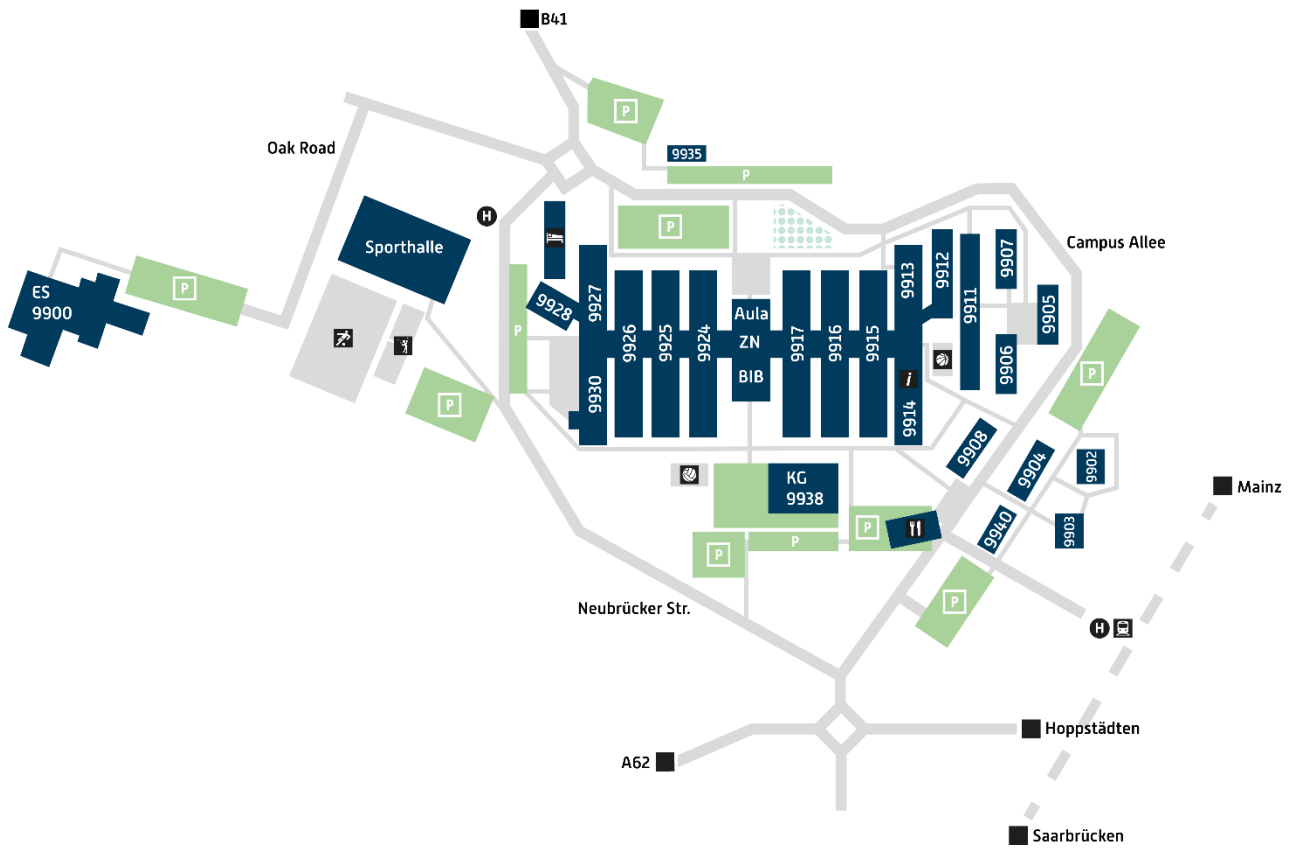 B41
P
9935
P
Oak Road
P
H
Sporthalle
Campus Allee
ES
9900
P
P
9928
9927
9926
9925
9924
Aula
ZN
BIB
9917
9916
9915
9913
9912
9911
9907
9905
9906
P
P
9930
i
9914
9908
9904
9902
9903
9940
KG
9938
P
P
P
P
Mainz
Neubrücker Str.
H
Hoppstädten
A62
Saarbrücken